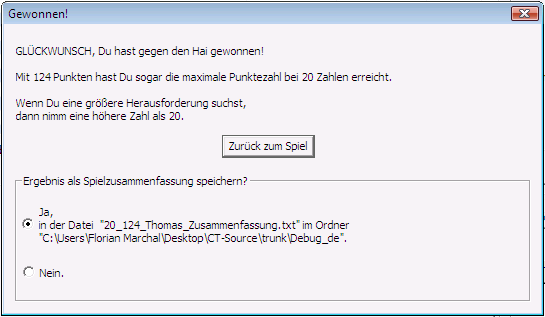 Gewonnen!
GLÜCKWUNSCH, Du hast gegen den Hai gewonnen!
Mit 124 Punkten hast Du sogar die maximale Punktezahl bei 20 Zahlen erreicht.
Wenn Du eine größere Herausforderung suchst,
dann nimm eine höhere Zahl als 20.
Zurück zum Spiel
Ergebnis als Spielzusammenfassung speichern?
Ja,
in der Datei "20_124_Thomas_Zusammenfassung.txt" im Ordner
"C:\Users\Florian Marchal\Desktop\CT-Source\trunk\Debug_de".
Nein.